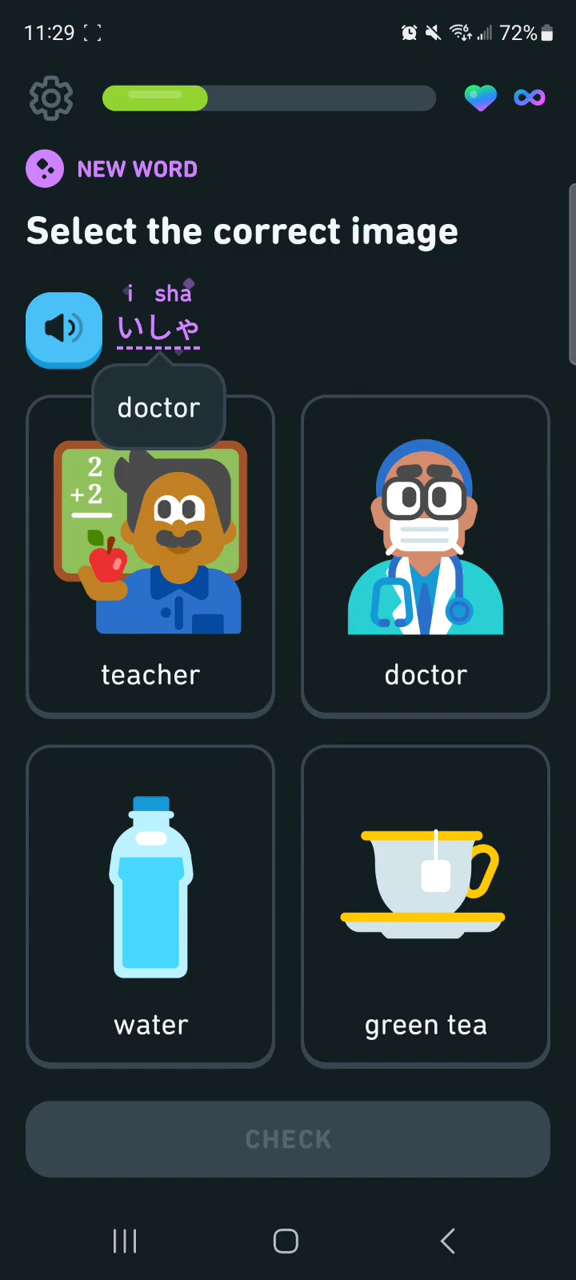 11:29 72%
NEW WORD
Select the correct image
i sha
いしゃ
doctor
2
+2
teacher
doctor
water
green tea
CHECK